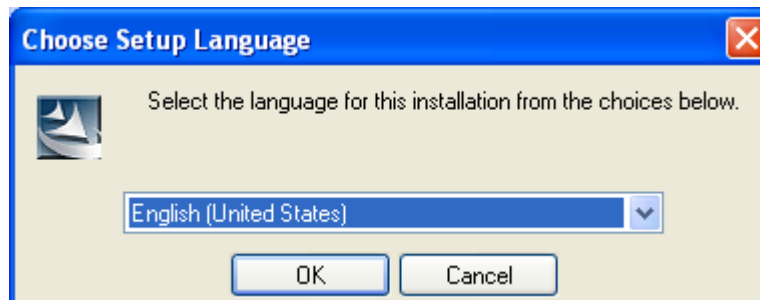 Choose Setup Language
Select the language for this installation from the choices below.
English (United States)
OK
Cancel